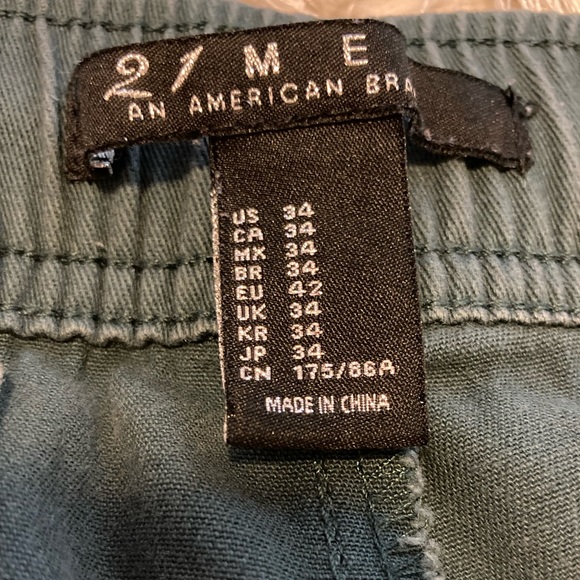 21 M E
AN AMERICAN BRA
US 34
CA 34
MX 34
BR 34
EU 42
UK 34
KR 34
JP 34
CN 175/86A
MADE IN CHINA